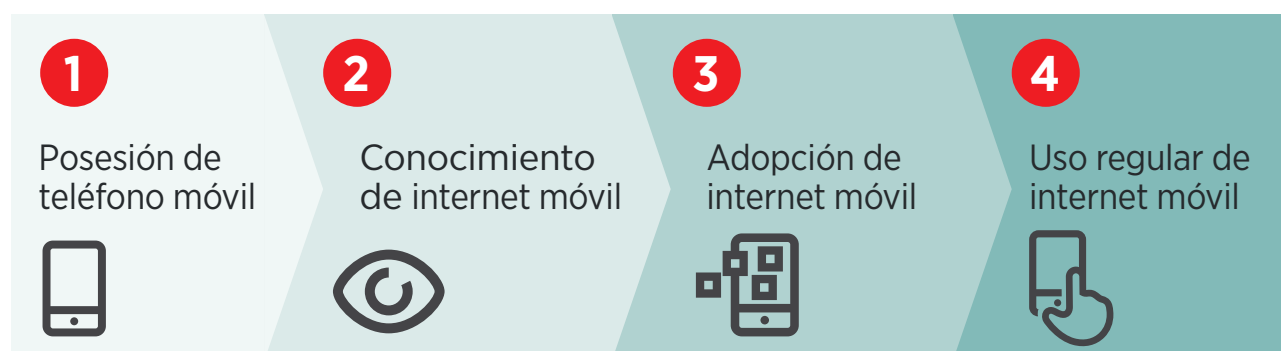 1
Posesión de
teléfono móvil
2
Conocimiento
de internet móvil
3
Adopción de
internet móvil
4
Uso regular de
internet móvil